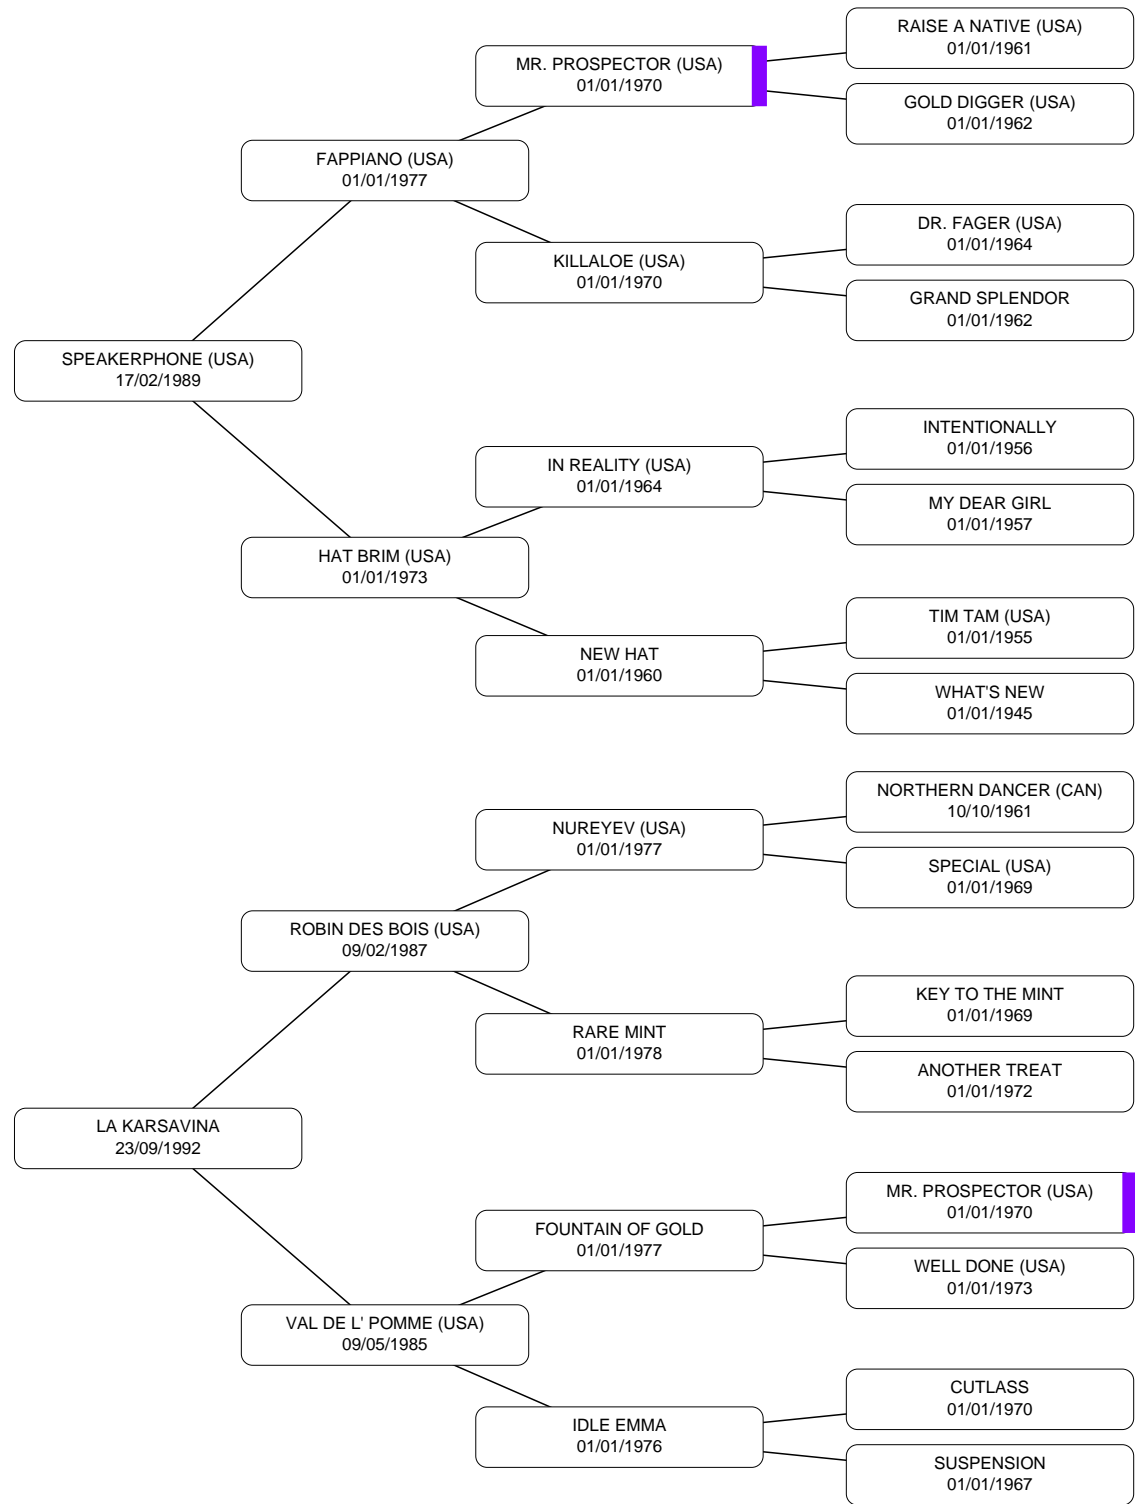 RAISE A NATIVE (USA)
01/01/1961
MR. PROSPECTOR (USA)
01/01/1970
GOLD DIGGER (USA)
01/01/1962
FAPPIANO (USA)
01/01/1977
DR. FAGER (USA)
01/01/1964
KILLALOE (USA)
01/01/1970
GRAND SPLENDOR
01/01/1962
SPEAKERPHONE (USA)
17/02/1989
INTENTIONALLY
01/01/1956
IN REALITY (USA)
01/01/1964
MY DEAR GIRL
01/01/1957
HAT BRIM (USA)
01/01/1973
TIM TAM (USA)
01/01/1955
NEW HAT
01/01/1960
WHAT'S NEW
01/01/1945
NORTHERN DANCER (CAN)
10/10/1961
NUREYEV (USA)
01/01/1977
SPECIAL (USA)
01/01/1969
ROBIN DES BOIS (USA)
09/02/1987
KEY TO THE MINT
01/01/1969
RARE MINT
01/01/1978
ANOTHER TREAT
01/01/1972
LA KARSAVINA
23/09/1992
MR. PROSPECTOR (USA)
01/01/1970
FOUNTAIN OF GOLD
01/01/1977
WELL DONE (USA)
01/01/1973
VAL DE L' POMME (USA)
09/05/1985
CUTLASS
01/01/1970
IDLE EMMA
01/01/1976
SUSPENSION
01/01/1967